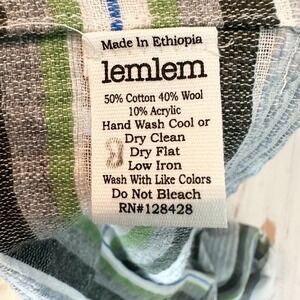 Made In Ethiopia
lemlem
50% Cotton 40% Wool
10% Acrylic
Hand Wash Cool or
Dry Clean
Dry Flat
Low Iron
Wash With Like Colors
Do Not Bleach
RN#128428